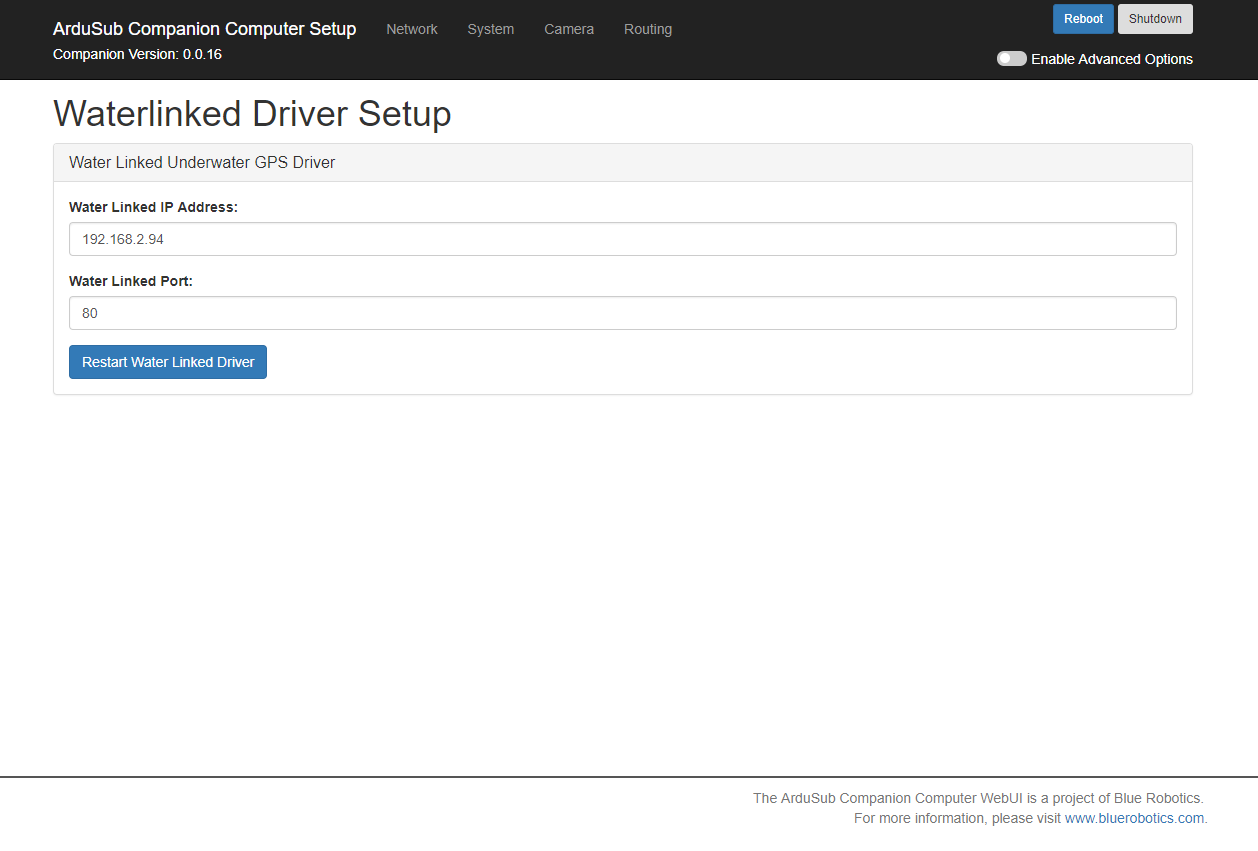 ArduSub Companion Computer Setup Network System Camera Routing Reboot Shutdown
Companion Version: 0.0.16 Enable Advanced Options
Waterlinked Driver Setup
Water Linked Underwater GPS Driver
Water Linked IP Address:
192.168.2.94
Water Linked Port:
80
Restart Water Linked Driver
The ArduSub Companion Computer WebUI is a project of Blue Robotics.
For more information, please visit www.bluerobotics.com.